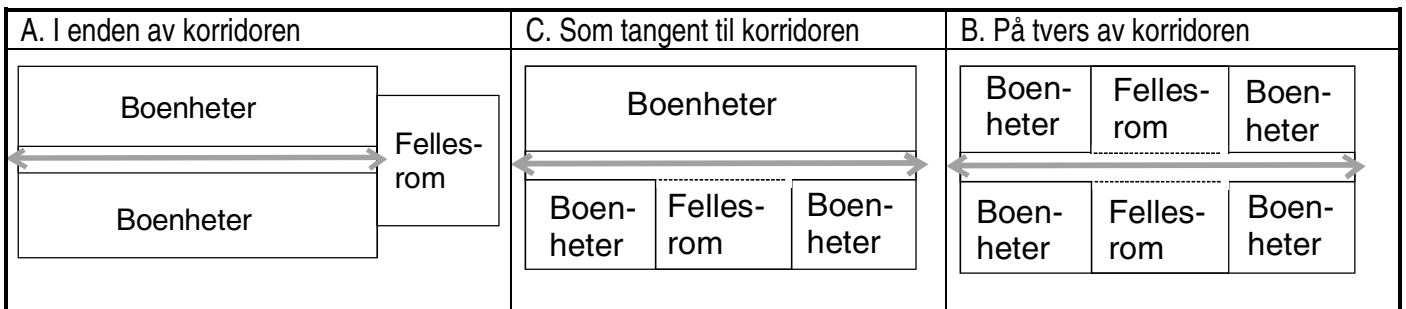 A. I enden av korridoren
Boenheter
Boenheter
Felles-
rom
C. Som tangent til korridoren
Boenheter
Boen-
heter
Felles-
rom
Boen-
heter
B. På tvers av korridoren
Boen-
heter
Felles-
rom
Boen-
heter
Boen-
heter
Felles-
rom
Boen-
heter